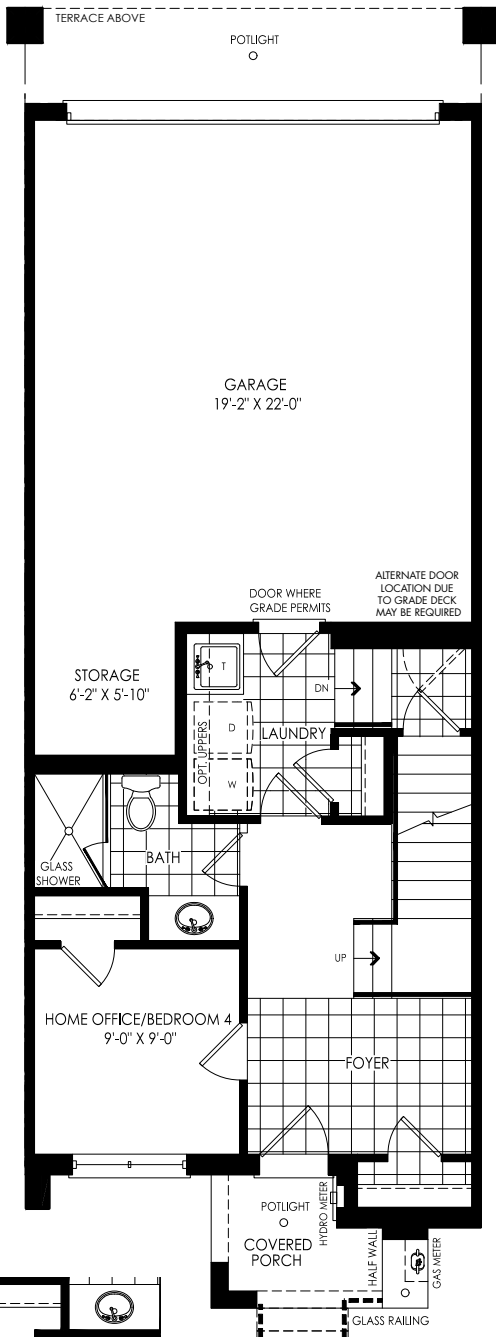 TERRACE ABOVE
POTLIGHT
GARAGE
19'-2" X 22'-0"
ALTERNATE DOOR
LOCATION DUE
TO GRADE DECK
MAY BE REQUIRED
DOOR WHERE
GRADE PERMITS
STORAGE
6'-2" X 5'-10"
T
DN
D
LAUNDRY
OPT. UPPERS
W
BATH
GLASS
SHOWER
UP
HOME OFFICE/BEDROOM 4
9'-0" X 9'-0"
FOYER
POTLIGHT
HYDRO METER
COVERED
PORCH
HALF WALL
GAS METER
GLASS RAILING